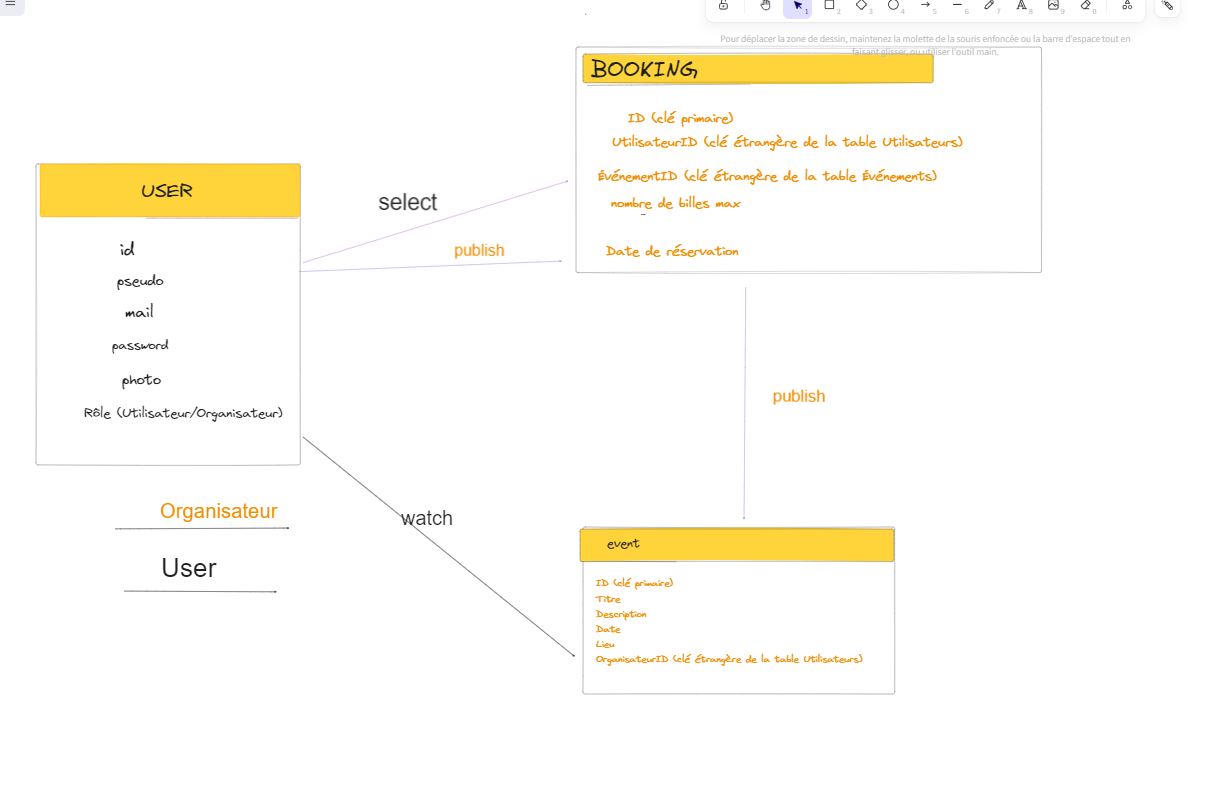 1
2
3
4
5
6
7
8
9
0
Pour déplacer la zone de dessin, maintenez la molette de la souris enfoncée ou la barre d'espace tout en
faisant glisser, ou utiliser l'outil main.
BOOKING
ID (clé primaire)
UtilisateurID (clé étrangère de la table Utilisateurs)
ÉvénementID (clé étrangère de la table Événements)
nombre de billes max
Date de réservation
USER
id
pseudo
mail
password
photo
Rôle (Utilisateur/Organisateur)
select
publish
publish
Organisateur
User
watch
event
ID (clé primaire)
Titre
Description
Date
Lieu
OrganisateurID (clé étrangère de la table Utilisateurs)